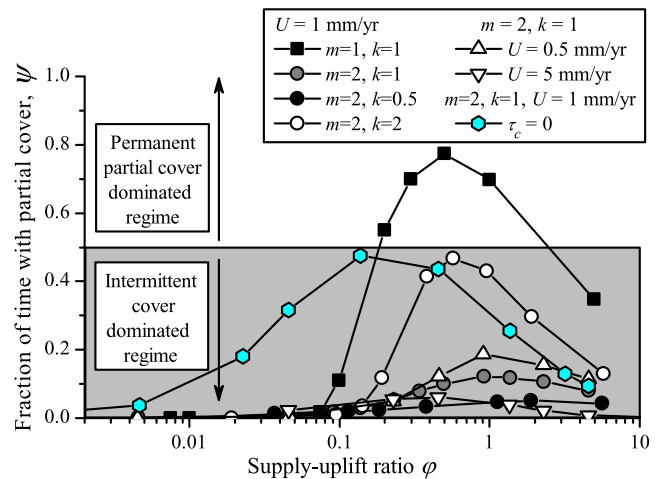 U = 1 mm/yr
m=1, k=1
m=2, k=1
m=2, k=0.5
m=2, k=2
m = 2, k = 1
U = 0.5 mm/yr
U = 5 mm/yr
m=2, k=1, U = 1 mm/yr
τc = 0
Fraction of time with partial cover, ψ
1.0
0.8
0.6
0.4
0.2
0.0
Permanent
partial cover
dominated
regime
Intermittent
cover
dominated
regime
0.01
0.1
1
10
Supply-uplift ratio φ